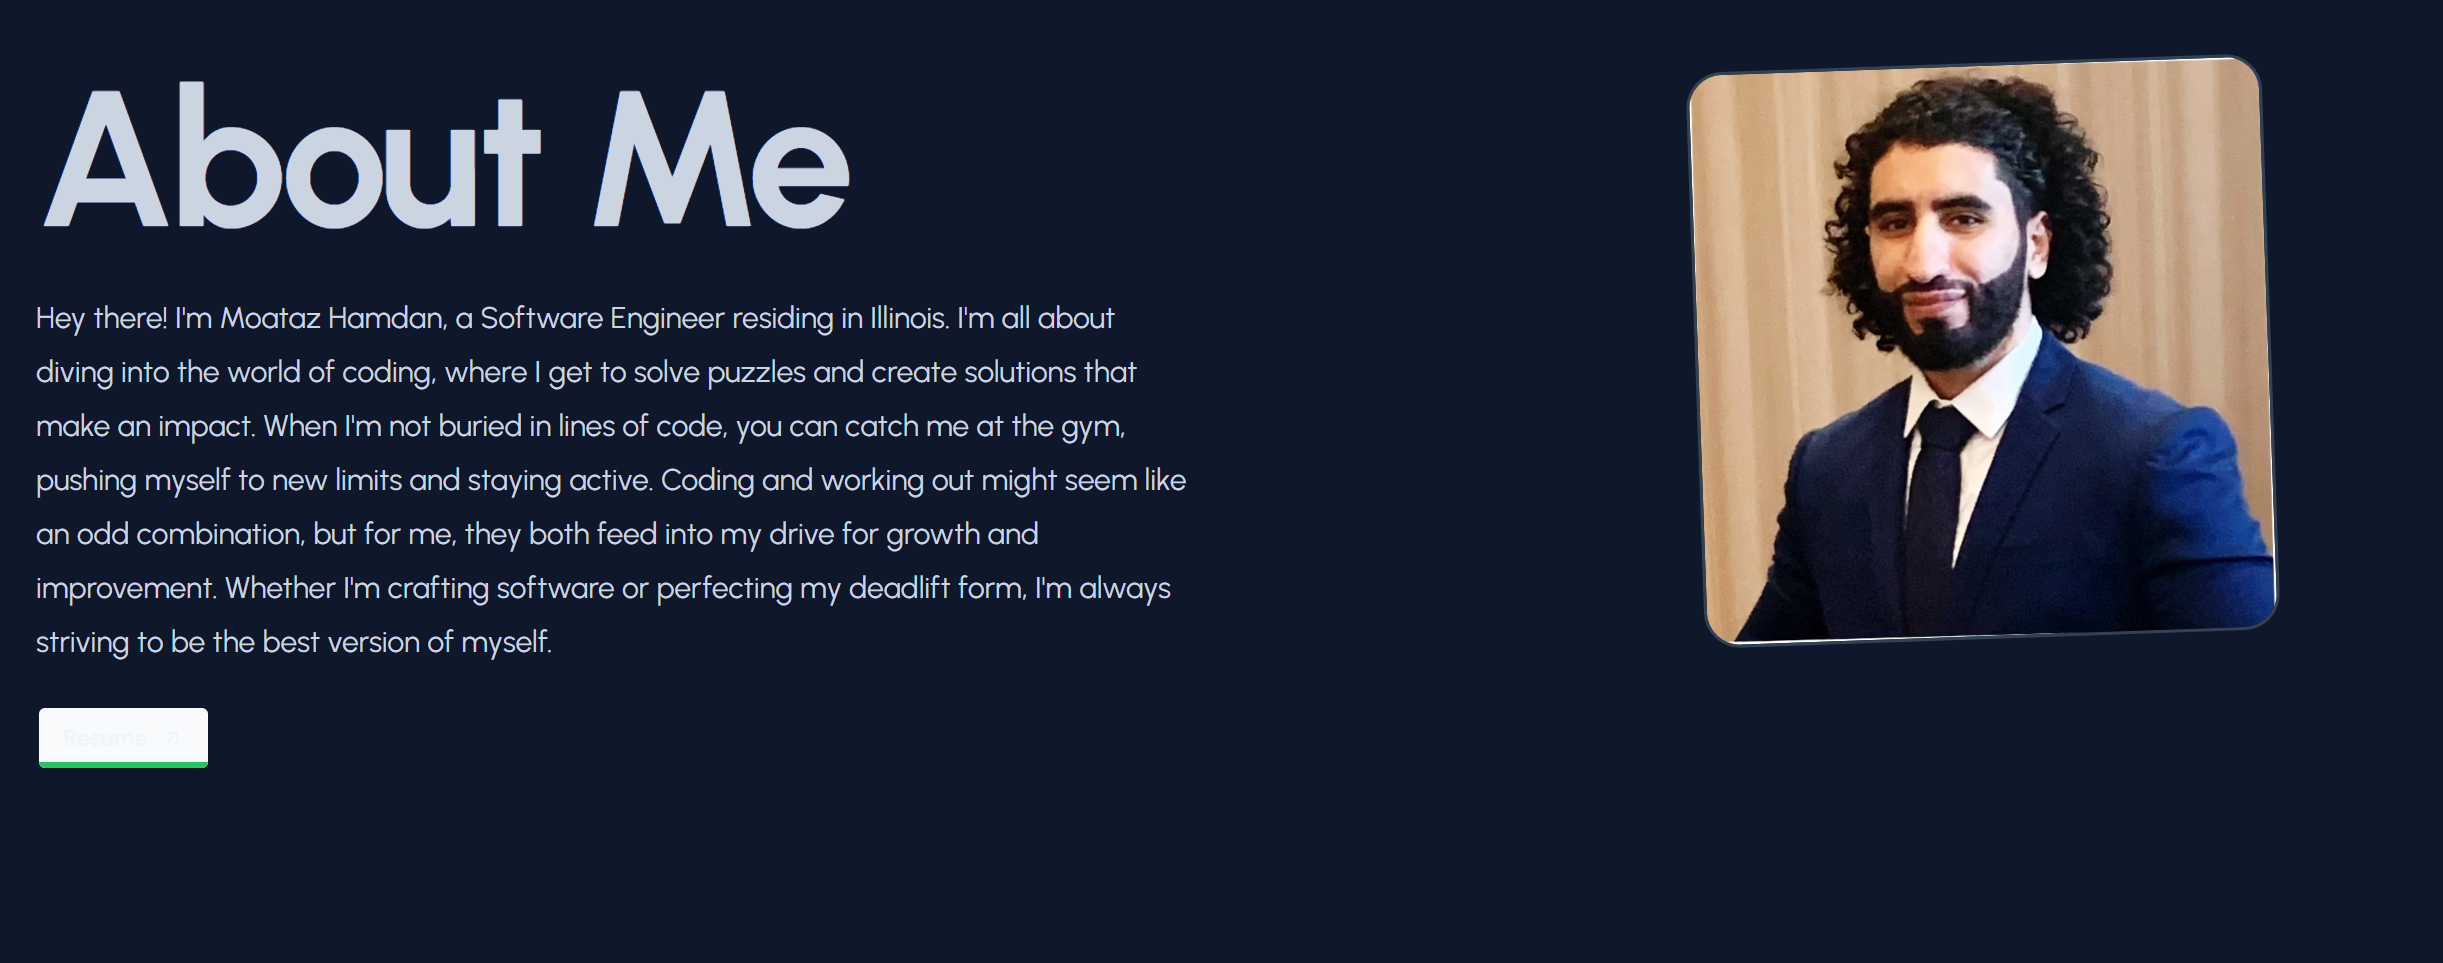 About Me
Hey there! I'm Moataz Hamdan, a Software Engineer residing in Illinois. I'm all about
diving into the world of coding, where I get to solve puzzles and create solutions that
make an impact. When I'm not buried in lines of code, you can catch me at the gym,
pushing myself to new limits and staying active. Coding and working out might seem like
an odd combination, but for me, they both feed into my drive for growth and
improvement. Whether I'm crafting software or perfecting my deadlift form, I'm always
striving to be the best version of myself.
Resume